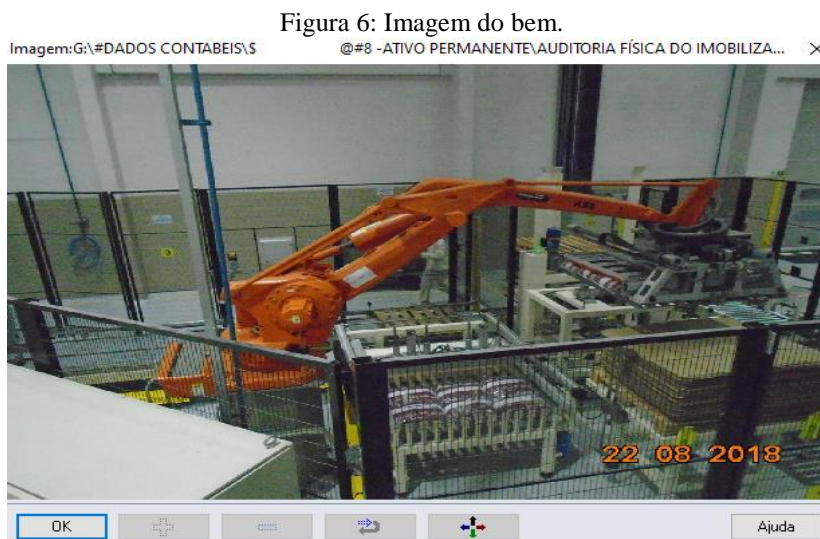 Figura 6: Imagem do bem.
Imagem:G:\#DADOS CONTABEIS\$ @#8 -ATIVO PERMANENTE\AUDITORIA FÍSICA DO IMOBILIZA...
ABB
22 08 2018
OK
Ajuda